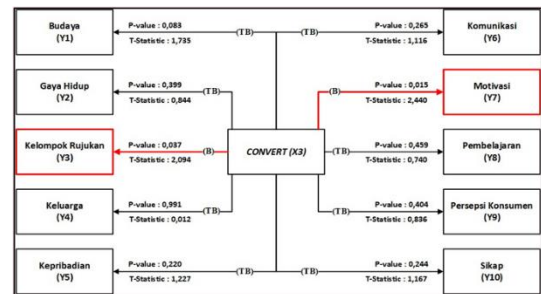 Budaya
(Y1)
P-value : 0,083
T-Statistic : 1,735
(TB)
(TB)
P-value : 0,265
T-Statistic : 1,116
Komunikasi
(Y6)
Gaya Hidup
(Y2)
P-value : 0,399
T-Statistic : 0,844
(TB)
(B)
P-value : 0,015
T-Statistic : 2,440
Motivasi
(Y7)
Kelompok Rujukan
(Y3)
P-value : 0,037
T-Statistic : 2,094
(B)
CONVERT (X3)
(TB)
P-value : 0,459
T-Statistic : 0,740
Pembelajaran
(Y8)
Keluarga
(Y4)
P-value : 0,991
T-Statistic : 0,012
(TB)
(TB)
P-value : 0,404
T-Statistic : 0,836
Persepsi Konsumen
(Y9)
Kepribadian
(Y5)
P-value : 0,220
T-Statistic : 1,227
(TB)
(TB)
P-value : 0,244
T-Statistic : 1,167
Sikap
(Y10)